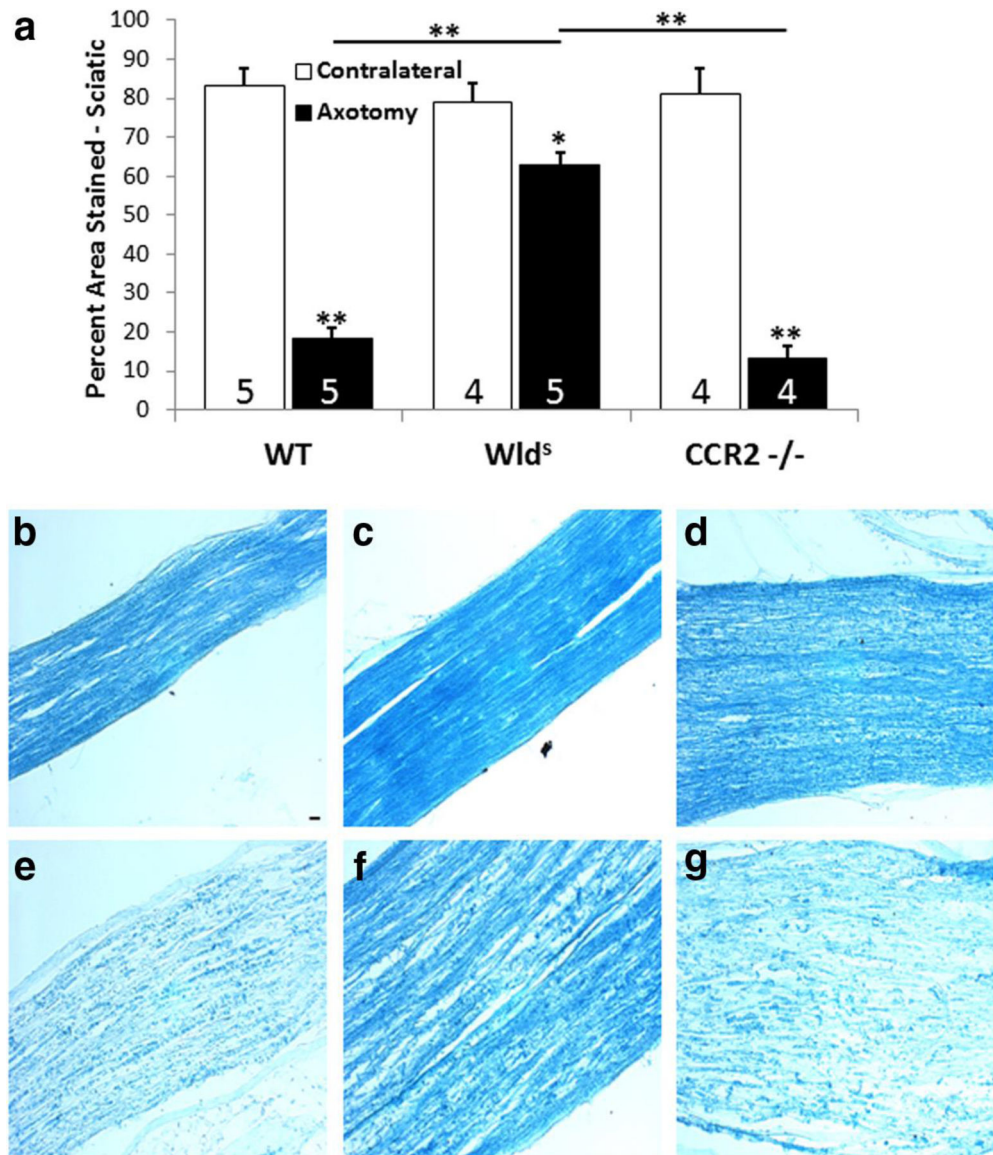 a
Percent Area Stained - Sciatic
100
90
80
70
60
50
40
30
20
10
0
Contralateral
Axotomy
**
**
**
*
**
5
5
4
5
4
4
WT
Wldˢ
CCR2 -/-
b
c
d
e
f
g